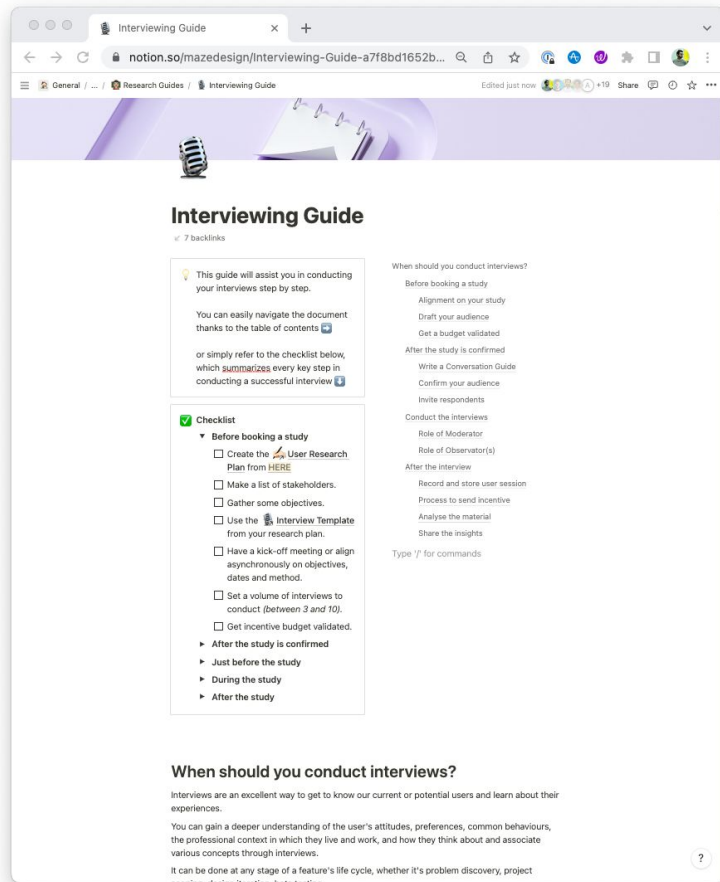 Interviewing Guide
notion.so/mazedesign/Interviewing-Guide-a7f8bd1652b...
General / ... / Research Guides / Interviewing Guide
Edited just now
A +19 Share
Interviewing Guide
7 backlinks
This guide will assist you in conducting
your interviews step by step.
You can easily navigate the document
thanks to the table of contents ➡️
or simply refer to the checklist below,
which summarizes every key step in
conducting a successful interview ⬇️
✅ Checklist
Before booking a study
Create the ✍️ User Research
Plan from HERE
Make a list of stakeholders.
Gather some objectives.
Use the 🎙️ Interview Template
from your research plan.
Have a kick-off meeting or align
asynchronously on objectives,
dates and method.
Set a volume of interviews to
conduct (between 3 and 10).
Get incentive budget validated.
After the study is confirmed
Just before the study
During the study
After the study
When should you conduct interviews?
Before booking a study
Alignment on your study
Draft your audience
Get a budget validated
After the study is confirmed
Write a Conversation Guide
Confirm your audience
Invite respondents
Conduct the interviews
Role of Moderator
Role of Observator(s)
After the interview
Record and store user session
Process to send incentive
Analyse the material
Share the insights
Type '/' for commands
When should you conduct interviews?
Interviews are an excellent way to get to know our current or potential users and learn about their
experiences.
You can gain a deeper understanding of the user's attitudes, preferences, common behaviours,
the professional context in which they live and work, and how they think about and associate
various concepts through interviews.
It can be done at any stage of a feature's life cycle, whether it's problem discovery, project
?